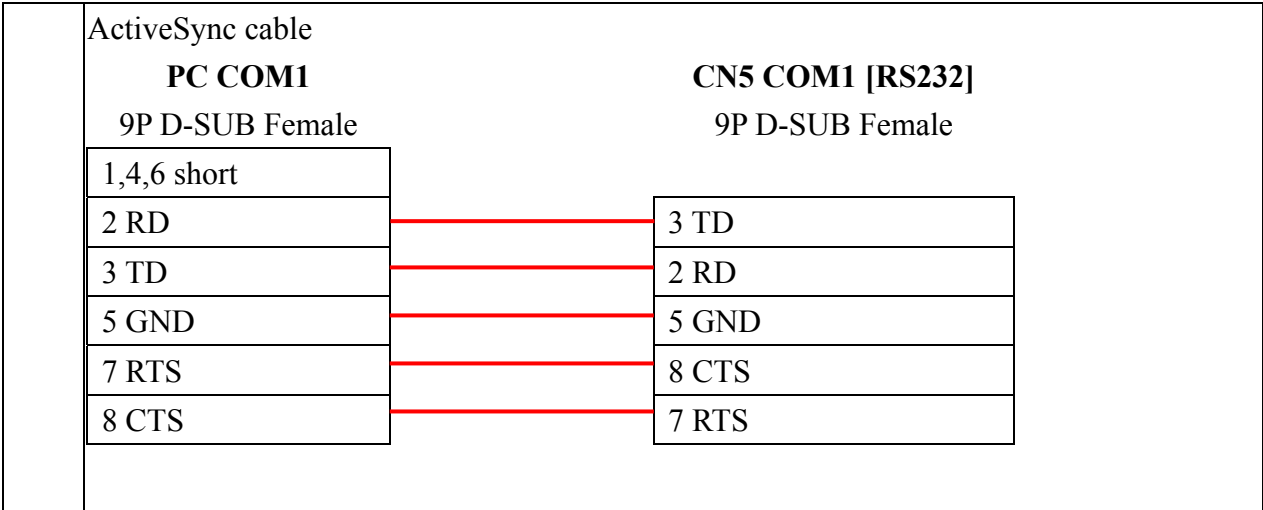 ActiveSync cable
PC COM1 CN5 COM1 [RS232]
9P D-SUB Female 9P D-SUB Female
1,4,6 short
2 RD 3 TD
3 TD 2 RD
5 GND 5 GND
7 RTS 8 CTS
8 CTS 7 RTS